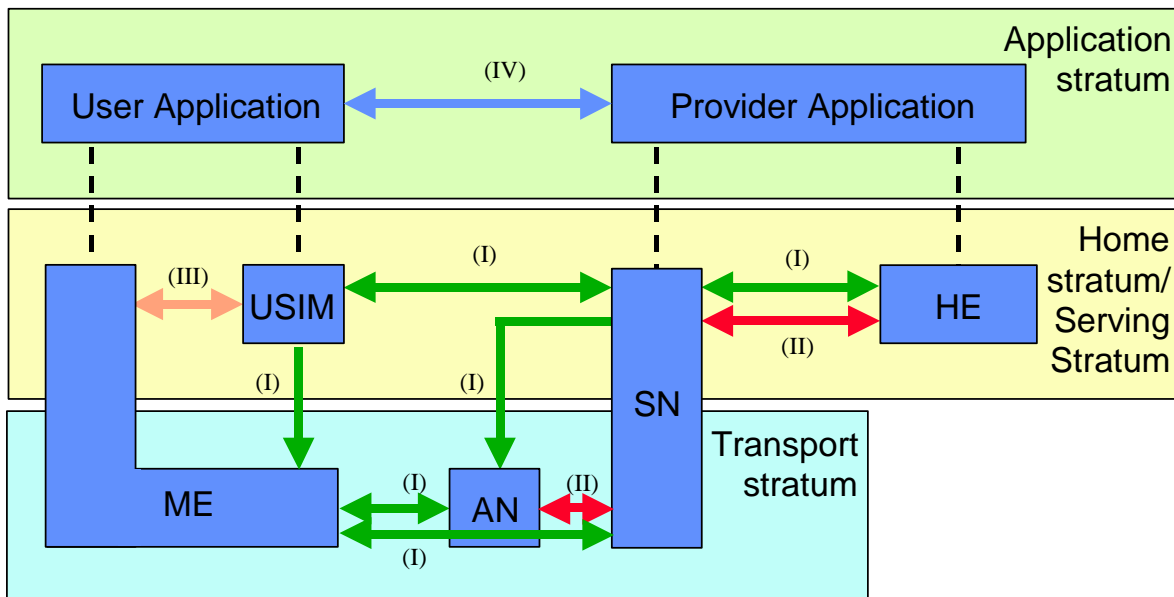 Application
stratum
(IV)
User Application
Provider Application
Home
stratum/
Serving
Stratum
(III)
USIM
(I)
(I)
HE
(II)
(I)
(I)
SN
Transport
stratum
ME
(I)
AN
(II)
(I)